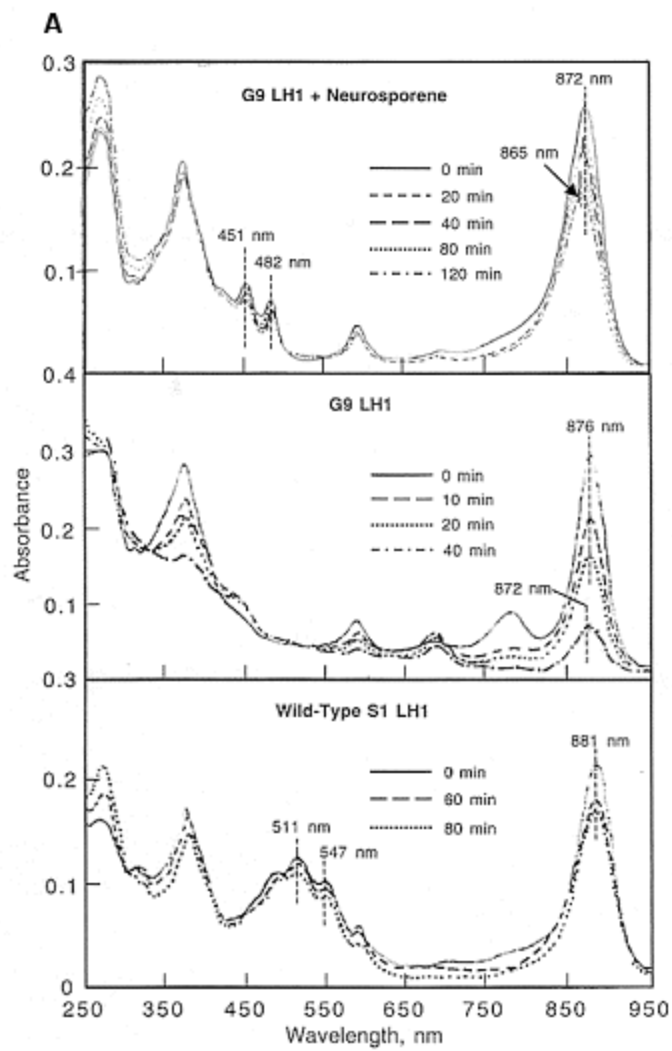 A
0.3
G9 LH1 + Neurosporene
872 nm
865 nm
0 min
20 min
40 min
80 min
120 min
0.2
451 nm
482 nm
0.1
0.4
G9 LH1
876 nm
0.3
0 min
10 min
20 min
40 min
0.2
872 nm
0.1
Absorbance
0.3
Wild-Type S1 LH1
881 nm
0 min
60 min
80 min
0.2
511 nm
547 nm
0.1
0
250 350 450 550 650 750 850 950
Wavelength, nm